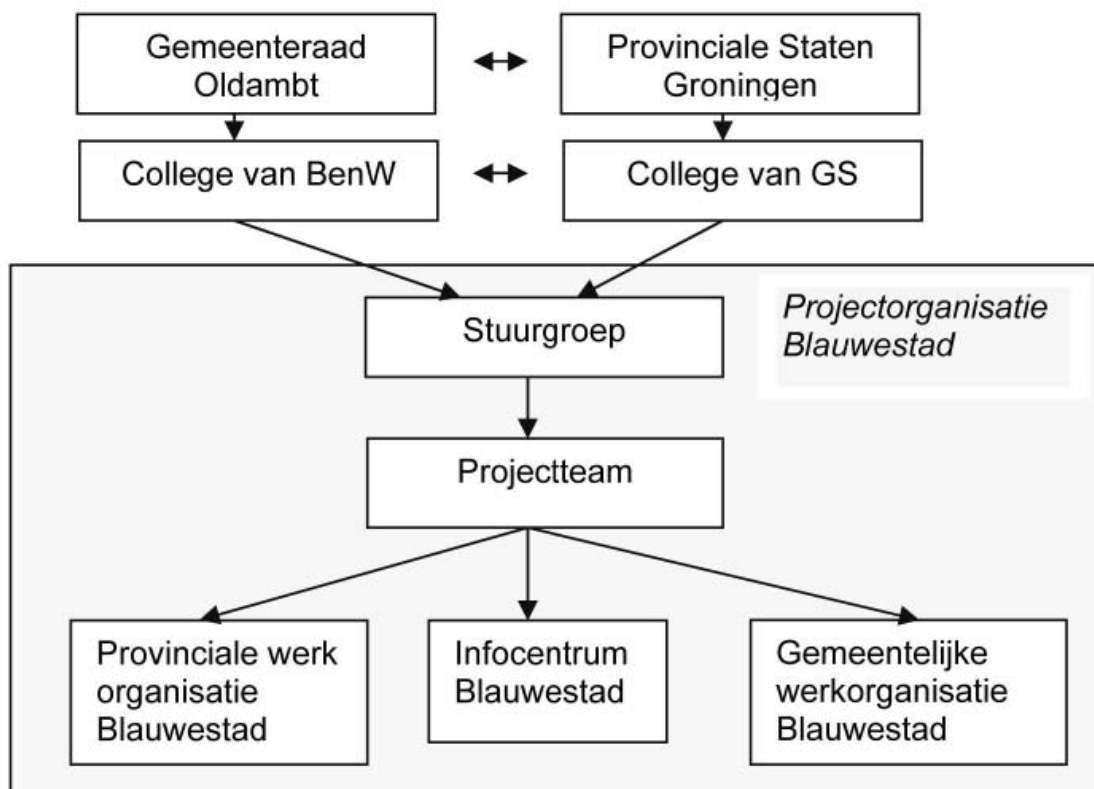 Gemeenteraad
Oldambt
Provinciale Staten
Groningen
College van BenW
College van GS
Projectorganisatie
Blauwestad
Stuurgroep
Projectteam
Provinciale werk
organisatie
Blauwestad
Infocentrum
Blauwestad
Gemeentelijke
werkorganisatie
Blauwestad